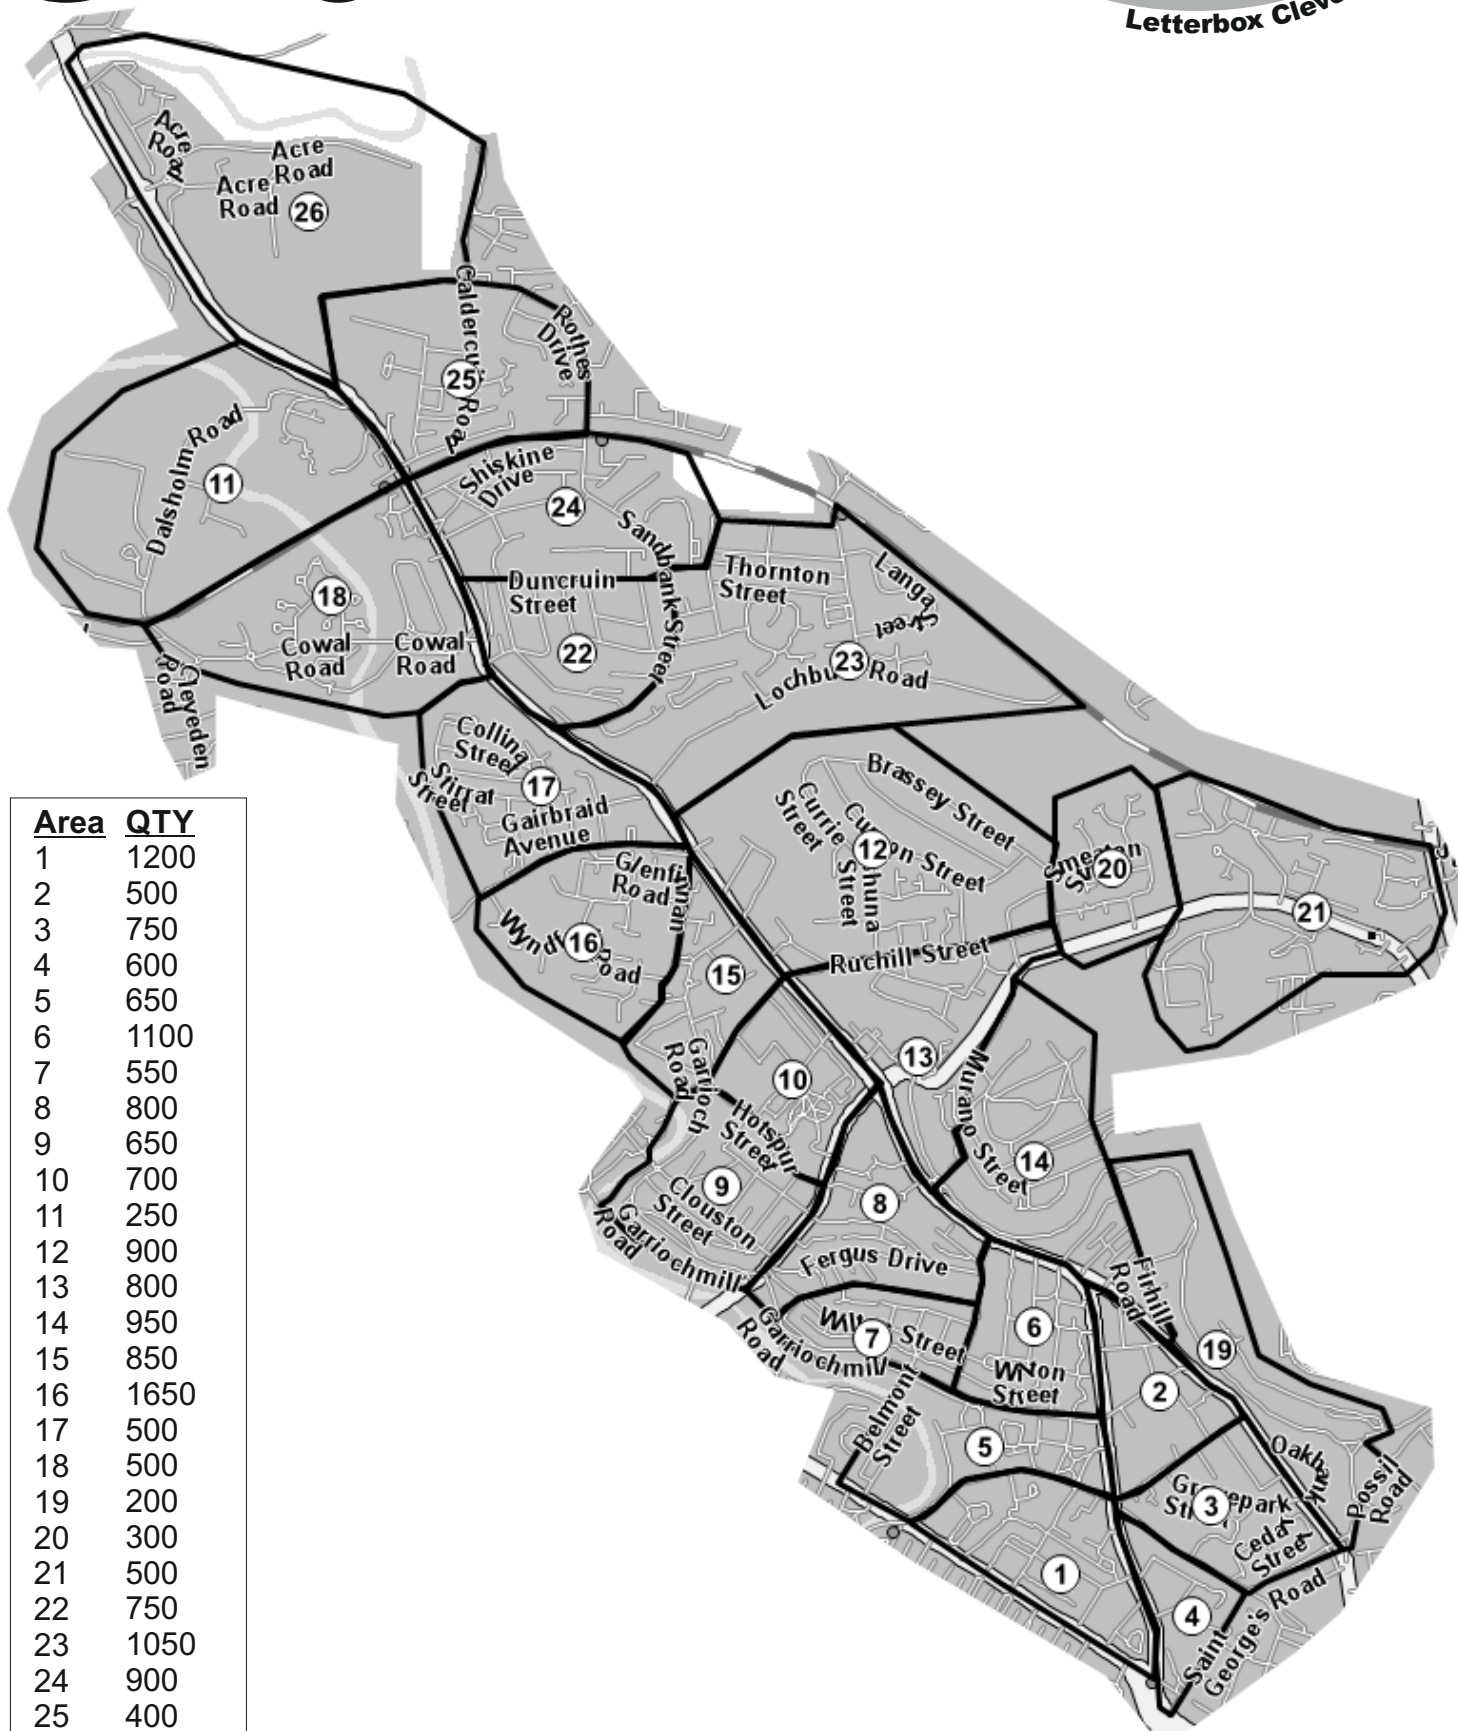 Letterbox Cleve
Acre
Road
Acre
Road
Acre
Road
26
Caldercuilt Road
Rothes
Drive
25
Dalsholm Road
11
Shiskine
Drive
24
Sandbank Street
Duncruin
Street
Thornton
Street
Langa
Street
18
Cowal
Road
Cowal
Road
22
23
Lochbu Road
Cleveden
Road
Collina
Street
Stirrat
Street
17
Gairbraid
Avenue
Brassey Street
Currie
Street
12
Smeaton
20
21
Glenfinnan
Road
16
Road
15
Ruchill Street
13
Garrioch
Road
10
Murano Street
Hotspur
Street
14
9
Clouston
Street
8
Garriochmill
Road
Fergus Drive
Firhill
Road
7
Street
Garriochmill
Road
6
Street
19
2
Belmont
Street
5
Oakbank
3
Possil
Road
Cedar
Street
1
4
Saint
George's Road
Area QTY
1 1200
2 500
3 750
4 600
5 650
6 1100
7 550
8 800
9 650
10 700
11 250
12 900
13 800
14 950
15 850
16 1650
17 500
18 500
19 200
20 300
21 500
22 750
23 1050
24 900
25 400